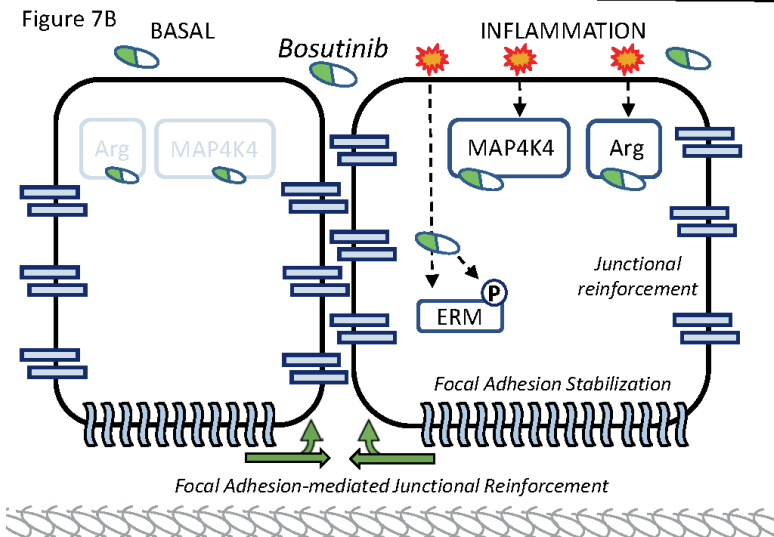 Figure 7B
BASAL
Bosutinib
INFLAMMATION
Arg
MAP4K4
MAP4K4
Arg
Junctional
reinforcement
P
ERM
Focal Adhesion Stabilization
Focal Adhesion-mediated Junctional Reinforcement